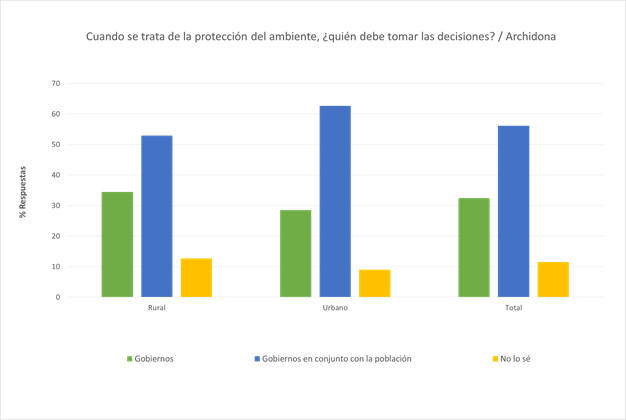 Cuando se trata de la protección del ambiente, ¿quién debe tomar las decisiones? / Archidona
% Respuestas
70
60
50
40
30
20
10
0
Rural Urbano Total
Gobiernos Gobiernos en conjunto con la población No lo sé